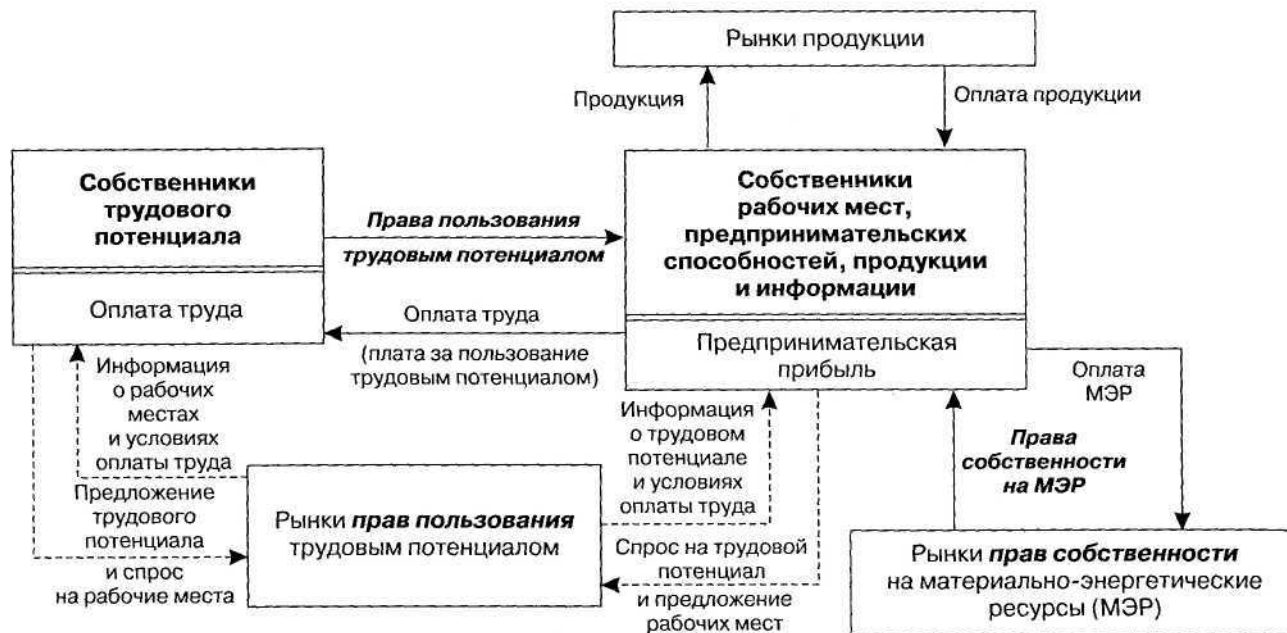 Рынки продукции
Продукция
Оплата продукции
Собственники
трудового
потенциала
Оплата труда
Права пользования
трудовым потенциалом
Собственники
рабочих мест,
предпринимательских
способностей, продукции
и информации
Предпринимательская
прибыль
Оплата труда
(плата за пользование
трудовым потенциалом)
Информация
о рабочих
местах
и условиях
оплаты труда
Предложение
трудового
потенциала
и спрос
на рабочие места
Рынки прав пользования
трудовым потенциалом
Информация
о трудовом
потенциале
и условиях
оплаты труда
Спрос на трудовой
потенциал
и предложение
рабочих мест
Оплата
МЭР
Права
собственности
на МЭР
Рынки прав собственности
на материально-энергетические
ресурсы (МЭР)